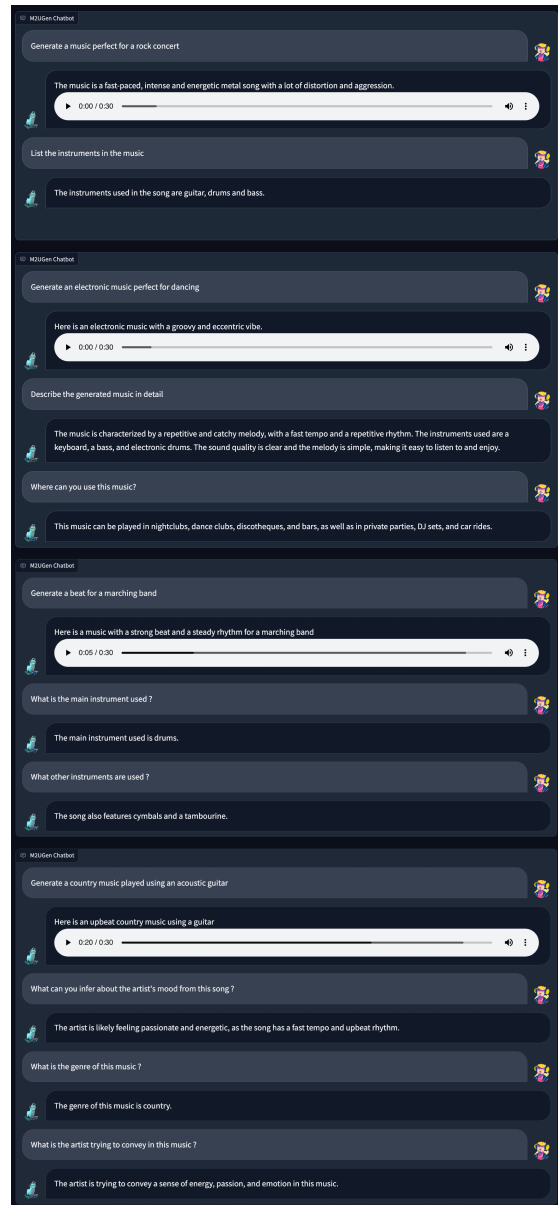 M2UGen Chatbot
Generate a music perfect for a rock concert
The music is a fast-paced, intense and energetic metal song with a lot of distortion and aggression.
0:00 / 0:30
List the instruments in the music
The instruments used in the song are guitar, drums and bass.
M2UGen Chatbot
Generate an electronic music perfect for dancing
Here is an electronic music with a groovy and eccentric vibe.
0:00 / 0:30
Describe the generated music in detail
The music is characterized by a repetitive and catchy melody, with a fast tempo and a repetitive rhythm. The instruments used are a
keyboard, a bass, and electronic drums. The sound quality is clear and the melody is simple, making it easy to listen to and enjoy.
Where can you use this music?
This music can be played in nightclubs, dance clubs, discotheques, and bars, as well as in private parties, DJ sets, and car rides.
M2UGen Chatbot
Generate a beat for a marching band
Here is a music with a strong beat and a steady rhythm for a marching band
0:05 / 0:30
What is the main instrument used ?
The main instrument used is drums.
What other instruments are used ?
The song also features cymbals and a tambourine.
M2UGen Chatbot
Generate a country music played using an acoustic guitar
Here is an upbeat country music using a guitar
0:20 / 0:30
What can you infer about the artist's mood from this song ?
The artist is likely feeling passionate and energetic, as the song has a fast tempo and upbeat rhythm.
What is the genre of this music ?
The genre of this music is country.
What is the artist trying to convey in this music ?
The artist is trying to convey a sense of energy, passion, and emotion in this music.